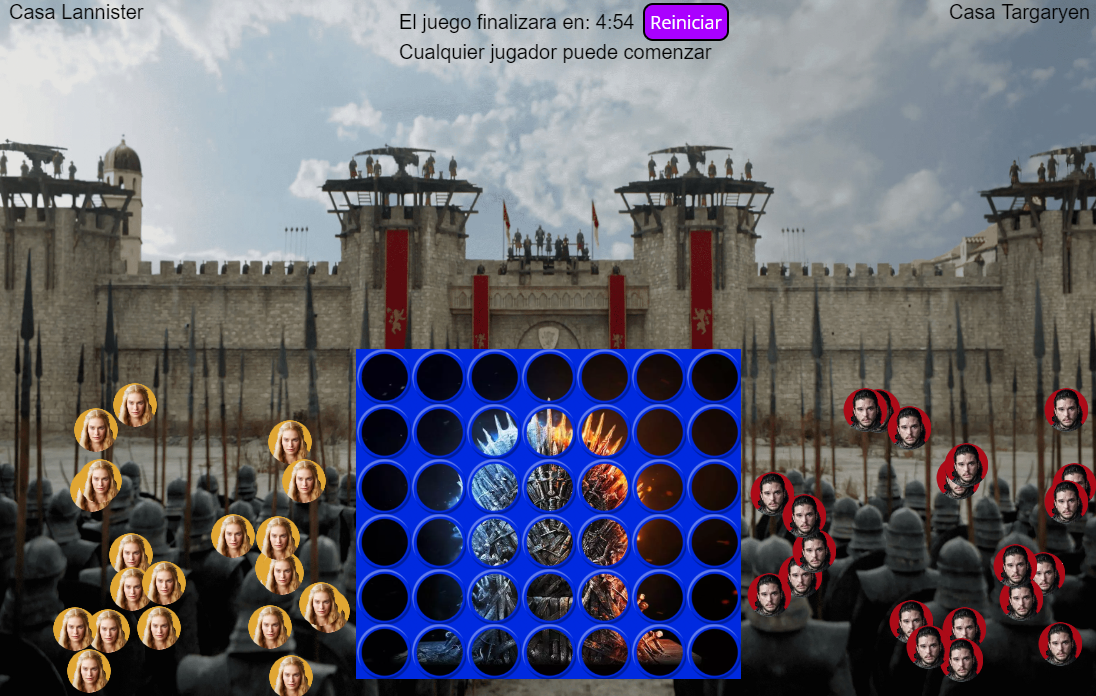 Casa Lannister
El juego finalizara en: 4:54 Reiniciar
Cualquier jugador puede comenzar
Casa Targaryen